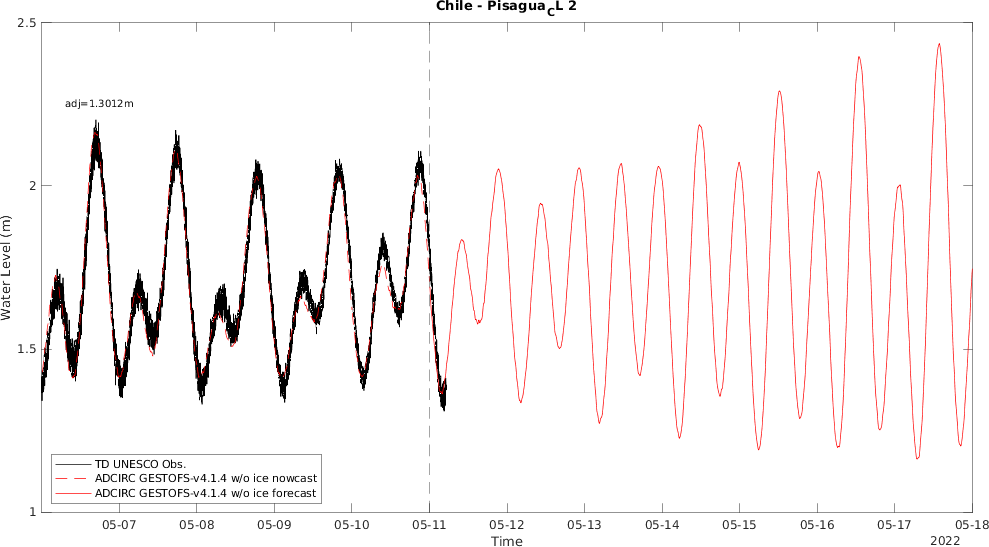 Chile - Pisagua_CL 2
2.5
adj=1.3012m
2
Water Level (m)
1.5
TD UNESCO Obs.
ADCIRC GESTOFS-v4.1.4 w/o ice nowcast
ADCIRC GESTOFS-v4.1.4 w/o ice forecast
1
05-07 05-08 05-09 05-10 05-11 05-12 05-13 05-14 05-15 05-16 05-17 05-18
Time
2022